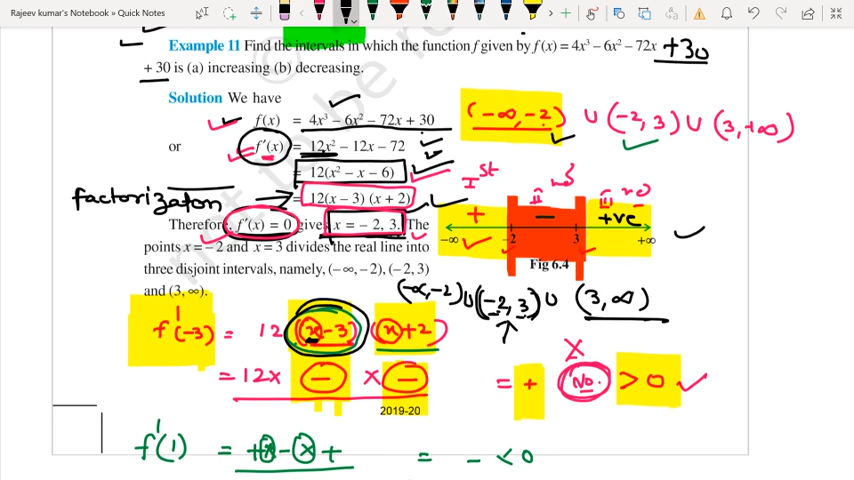 Rajeev kumar's Notebook » Quick Notes
Example 11 Find the intervals in which the function f given by f(x) = 4x³ – 6x² – 72x +30
+ 30 is (a) increasing (b) decreasing.
Solution We have
f(x) = 4x³ – 6x² – 72x + 30
(-∞, -2) ∪ (-2, 3) ∪ (3, +∞)
or f′(x) = 12x² – 12x – 72
= 12(x² – x – 6)
factorizaton = 12(x – 3) (x + 2)
Ist IInd IIIrd
+ − +ve
Therefore f′(x) = 0 gives x = – 2, 3. The
–∞ –2 3 +∞
points x = – 2 and x = 3 divides the real line into
Fig 6.4
three disjoint intervals, namely, (–∞, – 2), (– 2, 3)
and (3, ∞).
(-∞, -2) ∪ (-2, 3) ∪ (3, ∞)
f'(-3) = 12 (x-3) (x+2)
= 12x − x − = + No. > 0
2019-20
f'(1) = +x-x+ = - < 0